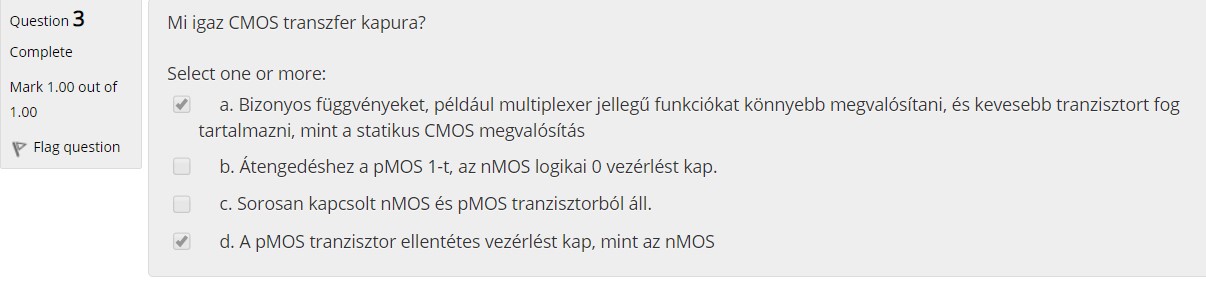 Question 3
Complete
Mark 1.00 out of
1.00
Flag question
Mi igaz CMOS transzfer kapura?
Select one or more:
a. Bizonyos függvényeket, például multiplexer jellegű funkciókat könnyebb megvalósítani, és kevesebb tranzisztort fog
tartalmazni, mint a statikus CMOS megvalósítás
b. Átengedéshez a pMOS 1-t, az nMOS logikai 0 vezérlést kap.
c. Sorosan kapcsolt nMOS és pMOS tranzisztorból áll.
d. A pMOS tranzisztor ellentétes vezérlést kap, mint az nMOS